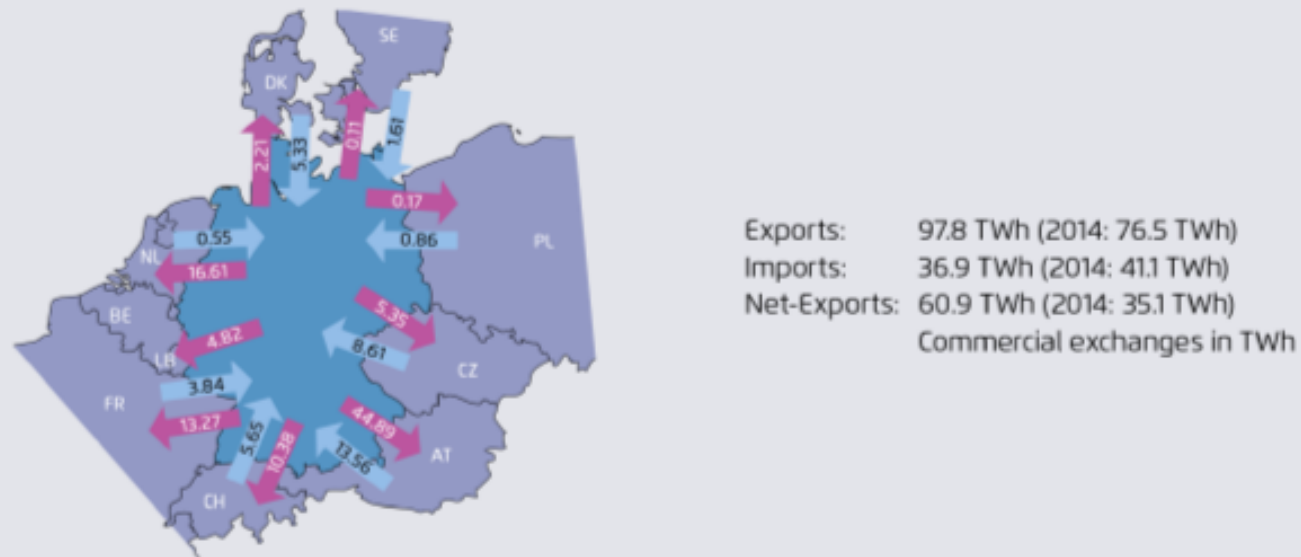 SE
DK
2.21
5.33
0.11
1.61
0.17
0.86
PL
NL
0.55
16.61
BE
4.82
LB
5.35
8.61
CZ
FR
3.84
13.27
5.65
10.38
44.89
13.56
AT
CH
Exports: 97.8 TWh (2014: 76.5 TWh)
Imports: 36.9 TWh (2014: 41.1 TWh)
Net-Exports: 60.9 TWh (2014: 35.1 TWh)
Commercial exchanges in TWh